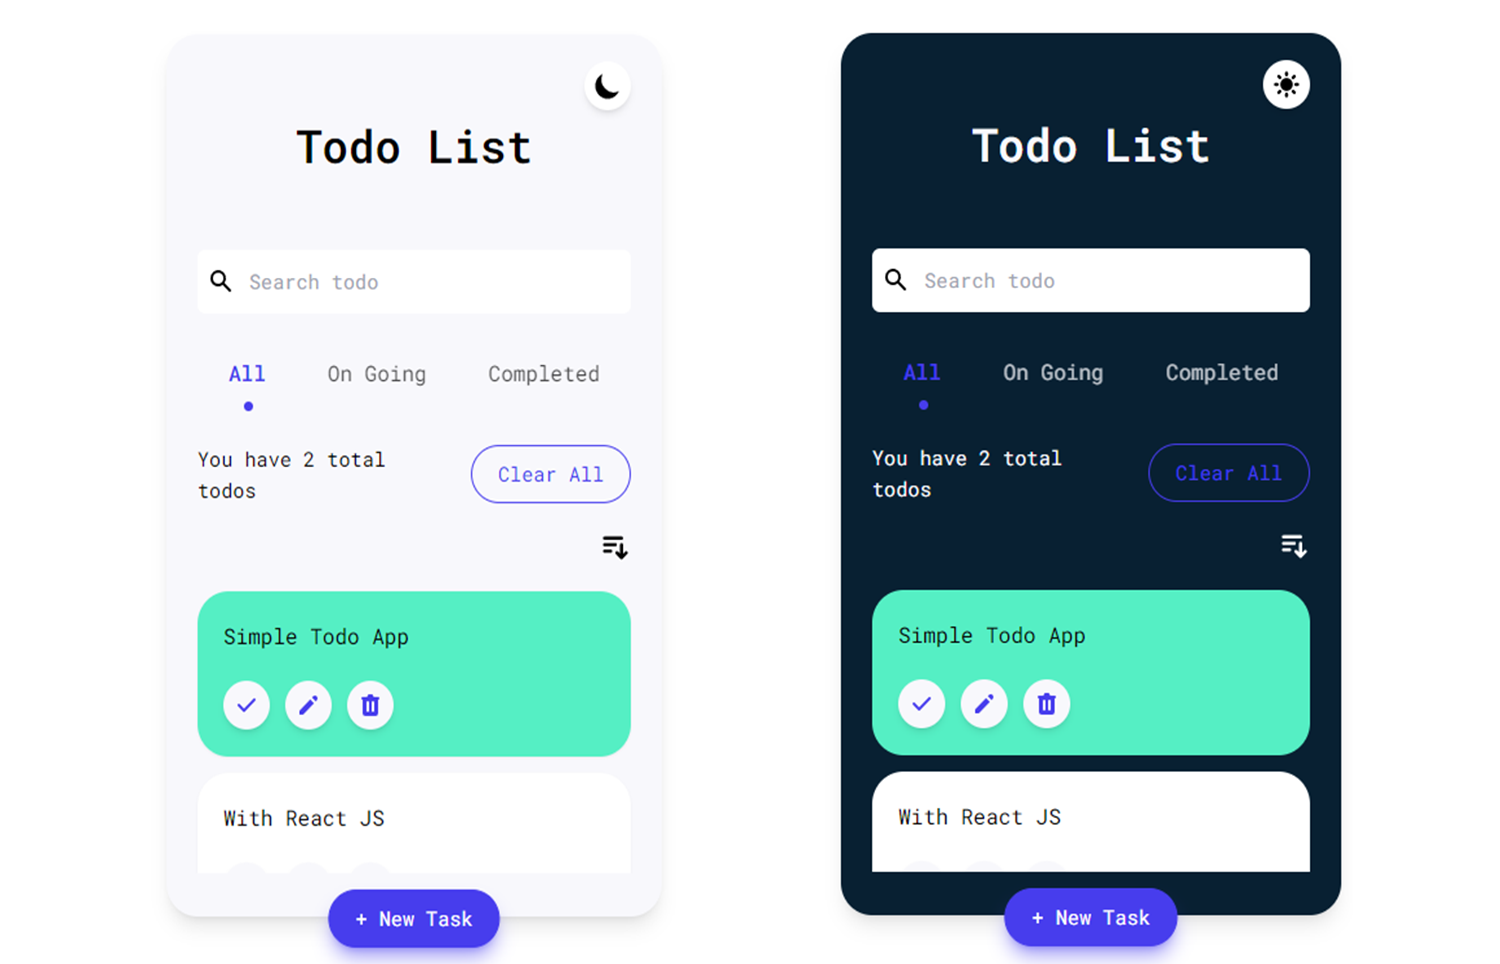 Todo List
Search todo
All On Going Completed
You have 2 total
todos
Clear All
Simple Todo App
With React JS
+ New Task
Todo List
Search todo
All On Going Completed
You have 2 total
todos
Clear All
Simple Todo App
With React JS
+ New Task